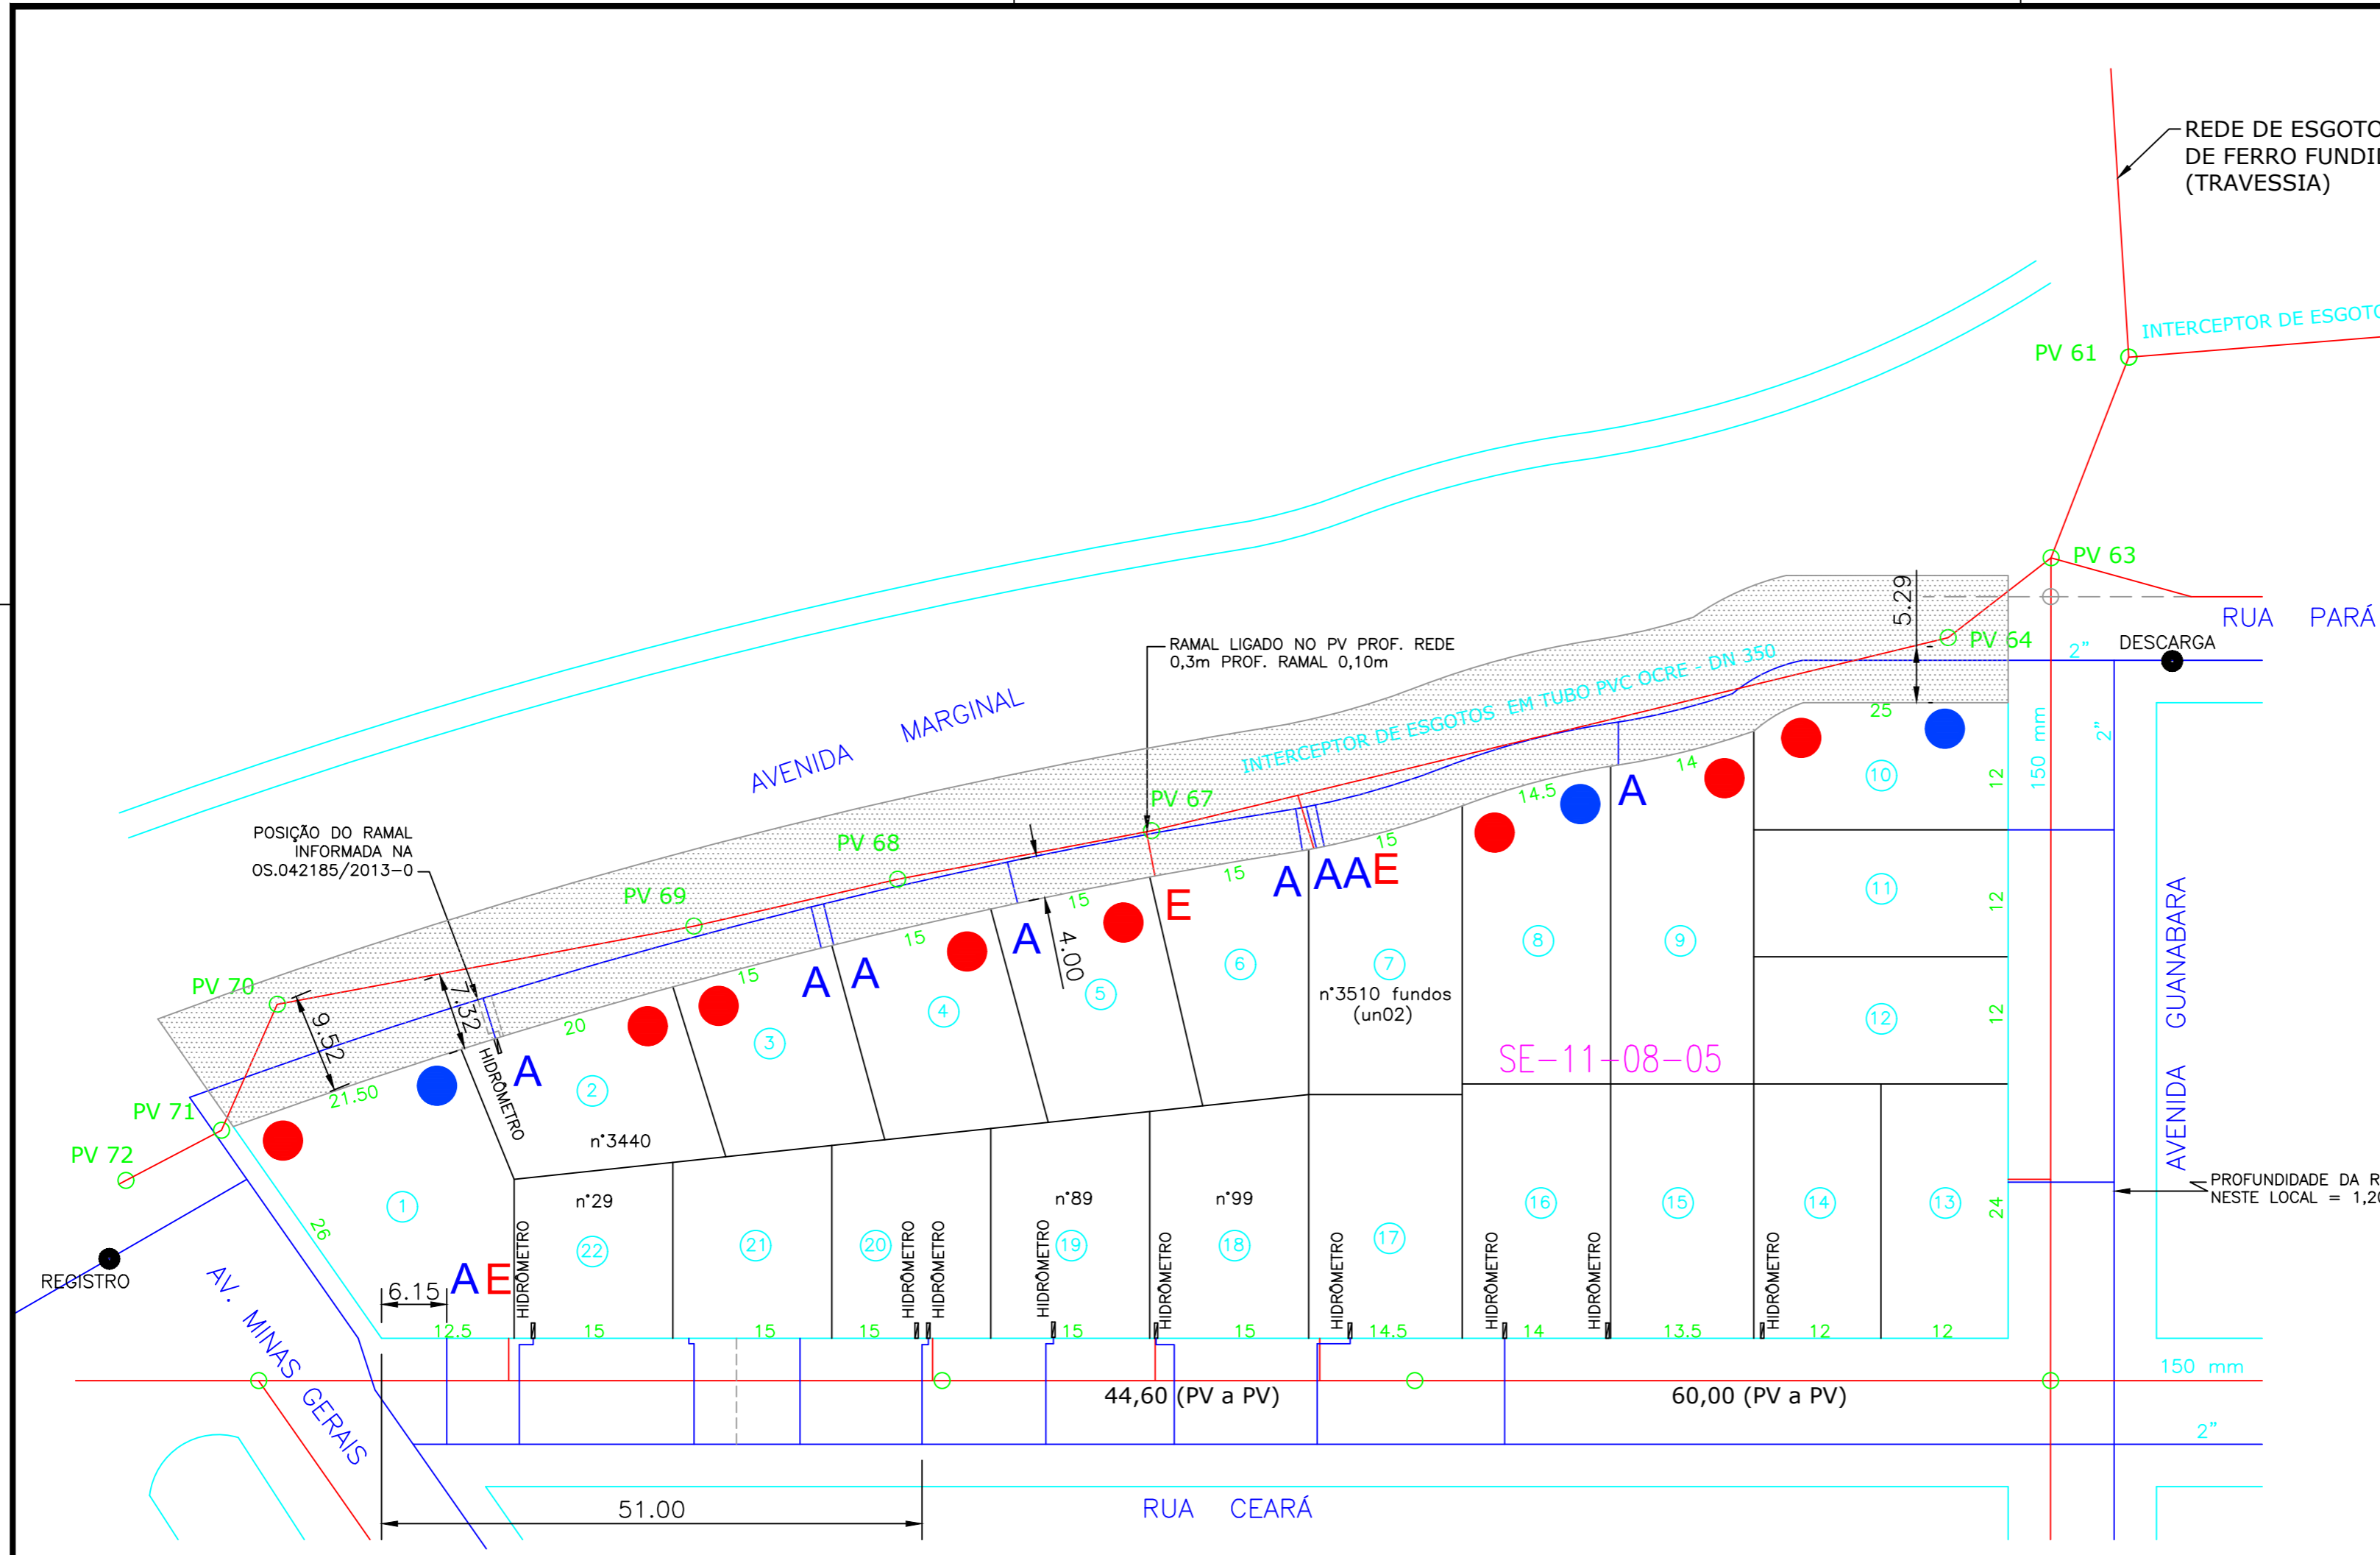 REDE DE ESGOTO
DE FERRO FUNDI
(TRAVESSIA)
INTERCEPTOR DE ESGOTO
PV 61
PV 63
5.29
RUA PARÁ
PV 64
DESCARGA
2"
RAMAL LIGADO NO PV PROF. REDE
0,3m PROF. RAMAL 0,10m
INTERCEPTOR DE ESGOTOS EM TUBO PVC OCRE - DN 350
AVENIDA MARGINAL
25
150 mm
2"
14
14.5
A
10
12
PV 67
15
PV 68
POSIÇÃO DO RAMAL
INFORMADA NA
OS.042185/2013-0
PV 69
15
A
A
A
E
E
11
12
AVENIDA GUANABARA
15
15
A
4.00
15
A
A
6
7
8
9
n°3510 fundos
(un02)
5
4
3
12
12
PV 70
9.52
7.32
20
HIDRÔMETRO
A
SE-11-08-05
2
21.50
PV 71
PV 72
n°3440
1
26
n°29
n°89
n°99
22
21
20
19
18
17
16
15
14
13
24
PROFUNDIDADE DA R
NESTE LOCAL = 1,20
REGISTRO
AV. MINAS GERAIS
6.15
A
E
HIDRÔMETRO
HIDRÔMETRO
HIDRÔMETRO
HIDRÔMETRO
HIDRÔMETRO
HIDRÔMETRO
HIDRÔMETRO
HIDRÔMETRO
HIDRÔMETRO
12.5
15
15
15
15
15
14.5
14
13.5
12
12
150 mm
44,60 (PV a PV)
60,00 (PV a PV)
2"
51.00
RUA CEARÁ